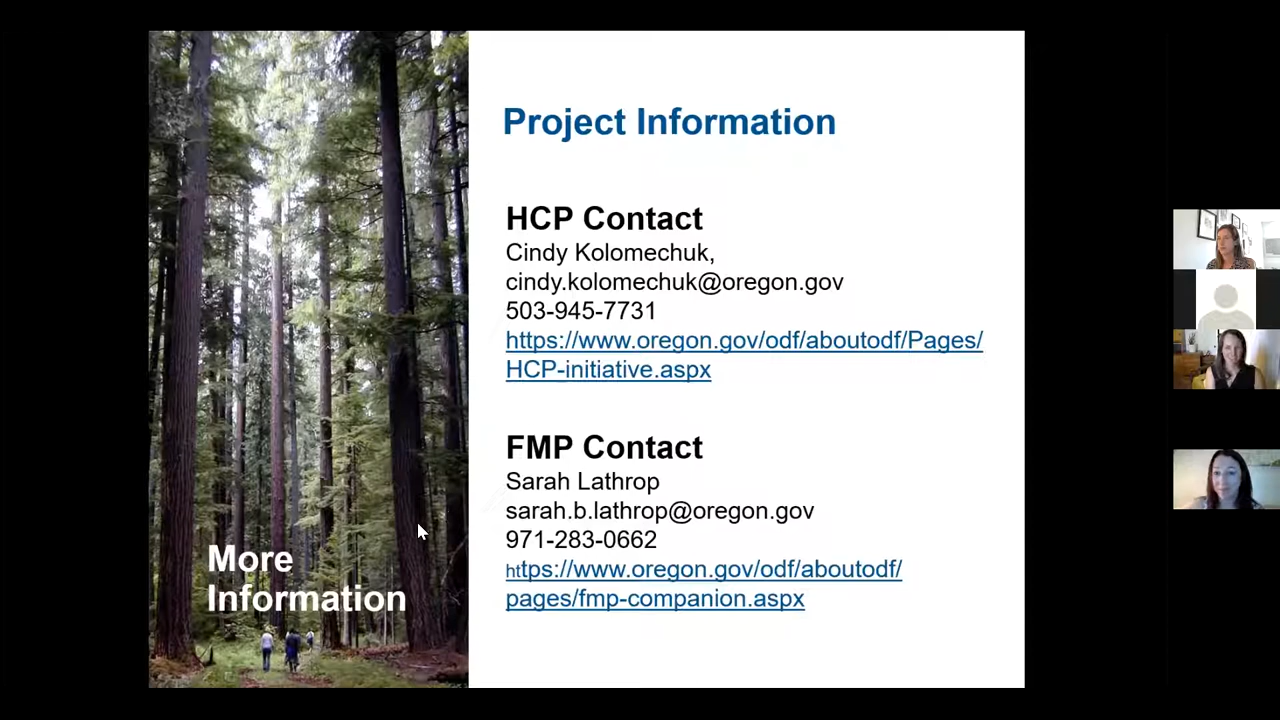 Project Information
HCP Contact
Cindy Kolomechuk,
cindy.kolomechuk@oregon.gov
503-945-7731
https://www.oregon.gov/odf/aboutodf/Pages/
HCP-initiative.aspx
FMP Contact
Sarah Lathrop
sarah.b.lathrop@oregon.gov
971-283-0662
https://www.oregon.gov/odf/aboutodf/
pages/fmp-companion.aspx
More
Information